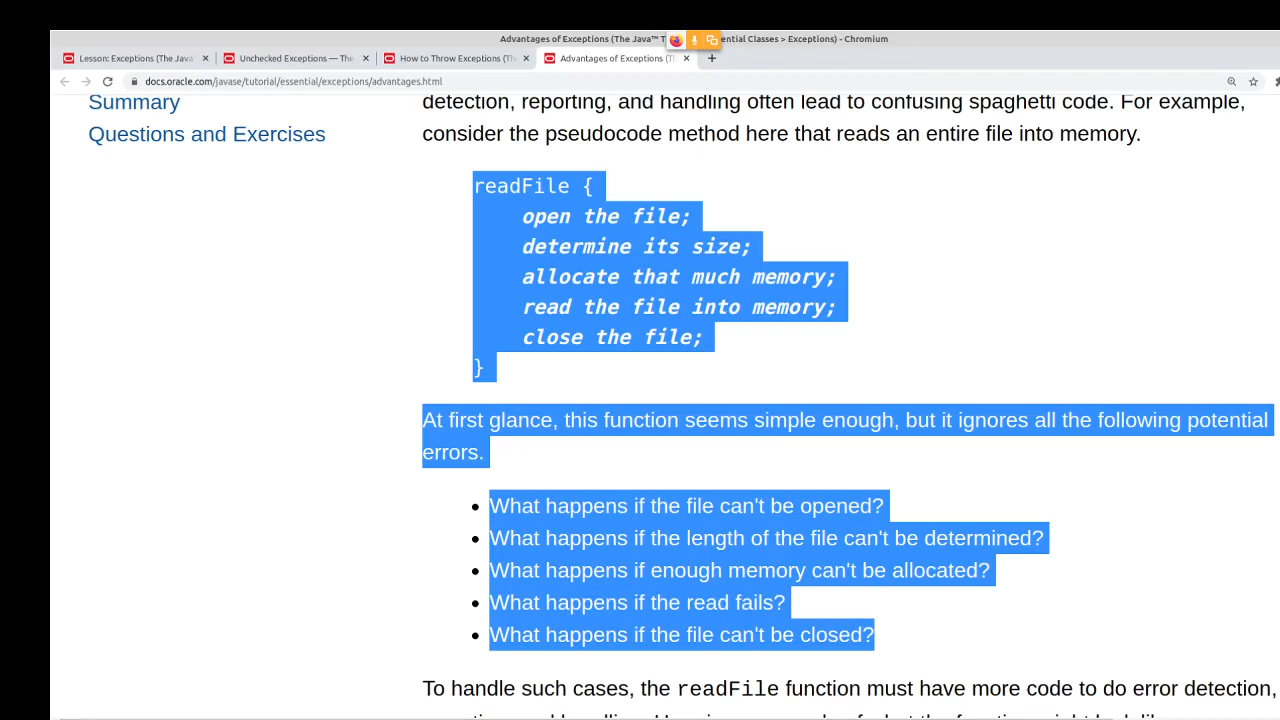 Advantages of Exceptions (The Java™ T ential Classes > Exceptions) - Chromium
Lesson: Exceptions (The Java
Unchecked Exceptions — The
How to Throw Exceptions (Th
Advantages of Exceptions (Th
docs.oracle.com/javase/tutorial/essential/exceptions/advantages.html
Summary
Questions and Exercises
detection, reporting, and handling often lead to confusing spaghetti code. For example,
consider the pseudocode method here that reads an entire file into memory.
readFile {
open the file;
determine its size;
allocate that much memory;
read the file into memory;
close the file;
}
At first glance, this function seems simple enough, but it ignores all the following potential
errors.
• What happens if the file can't be opened?
• What happens if the length of the file can't be determined?
• What happens if enough memory can't be allocated?
• What happens if the read fails?
• What happens if the file can't be closed?
To handle such cases, the readFile function must have more code to do error detection,